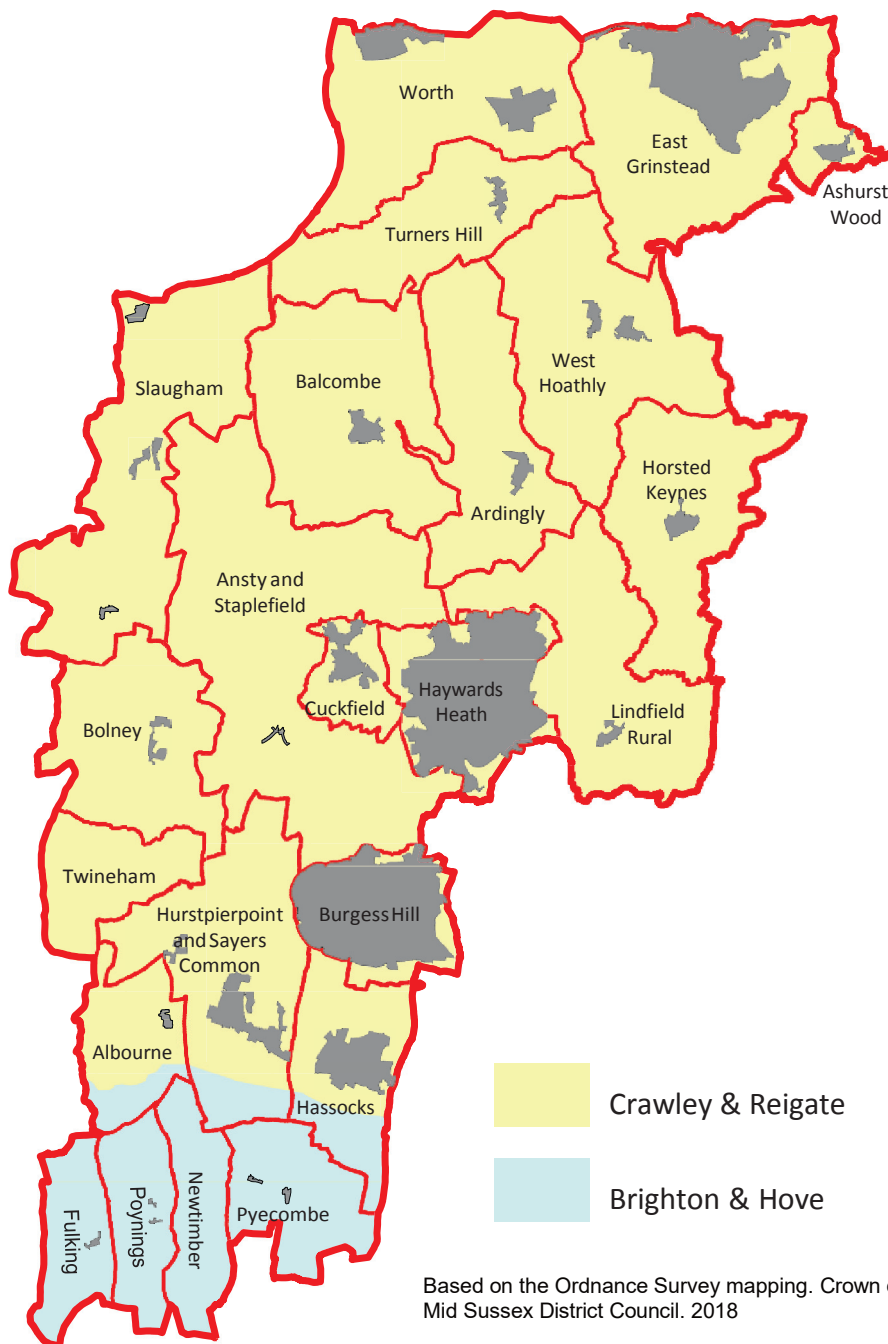 Worth
East
Grinstead
Ashurst
Wood
Turners Hill
Slaugham
Balcombe
West
Hoathly
Horsted
Keynes
Ardingly
Ansty and
Staplefield
Cuckfield
Haywards
Heath
Lindfield
Rural
Bolney
Twineham
Hurstpierpoint
and Sayers
Common
Burgess Hill
Albourne
Hassocks
Fulking
Poynings
Newtimber
Pyecombe
Crawley & Reigate
Brighton & Hove
Based on the Ordnance Survey mapping. Crown
Mid Sussex District Council. 2018